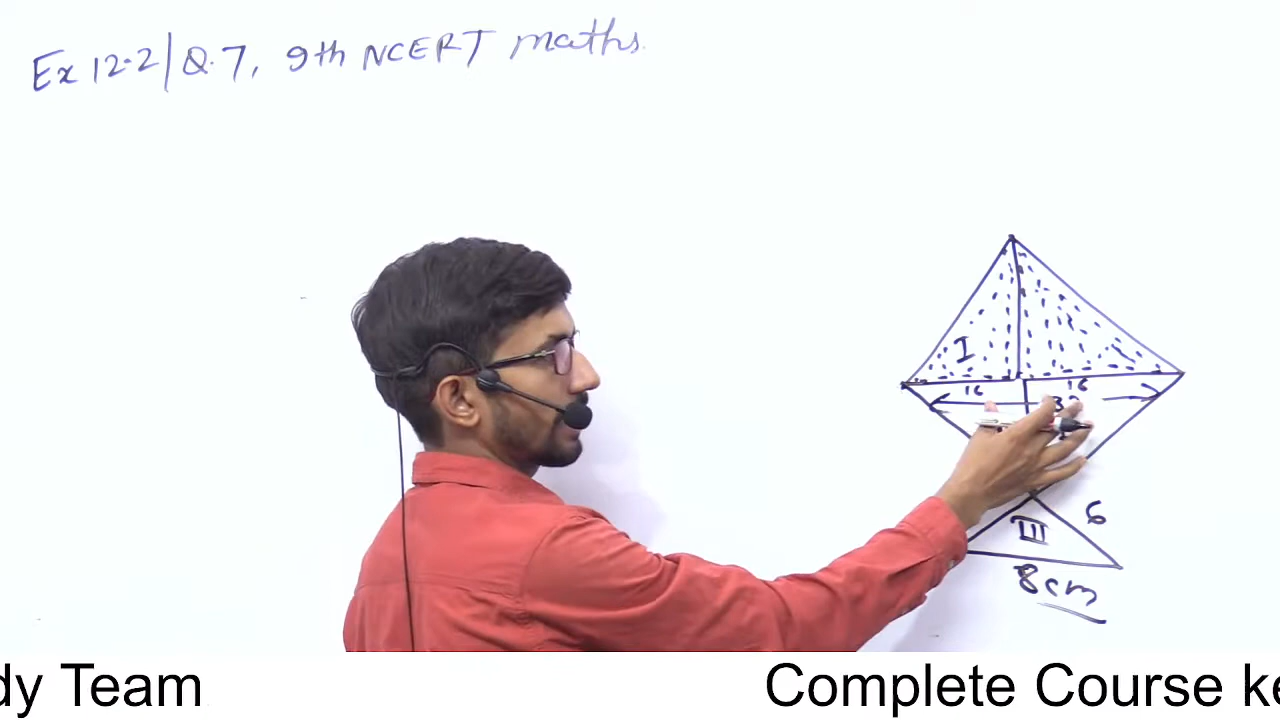 Ex 12.2 | Q.7, 9th NCERT maths.
I
16
16
6
III
8cm
dy Team
Complete Course ke